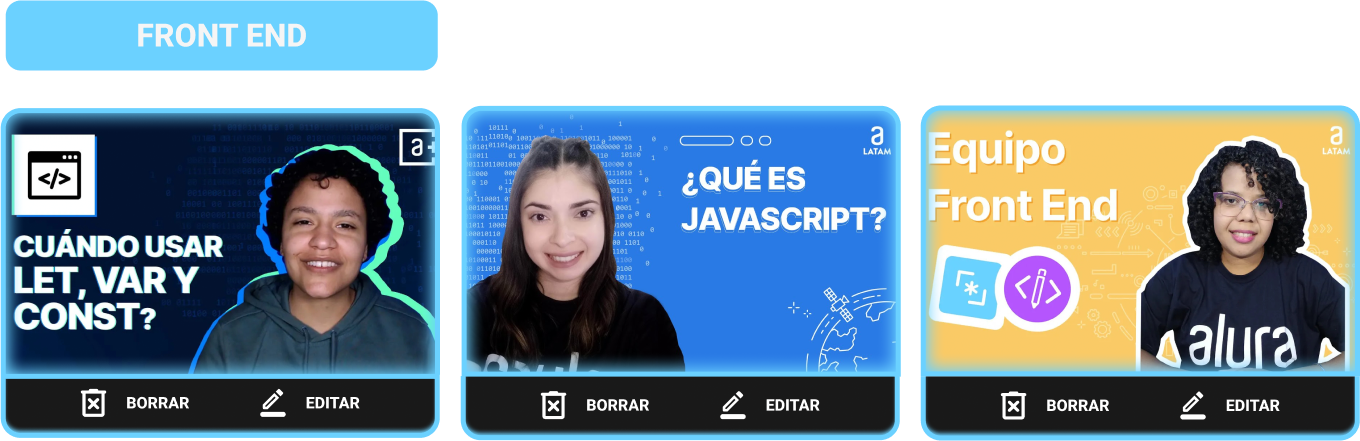 FRONT END
</>
a+
CUÁNDO USAR
LET, VAR Y
CONST?
BORRAR
EDITAR
a
LATAM
¿QUÉ ES
JAVASCRIPT?
BORRAR
EDITAR
Equipo
Front End
a
LATAM
*
</>
alura
BORRAR
EDITAR